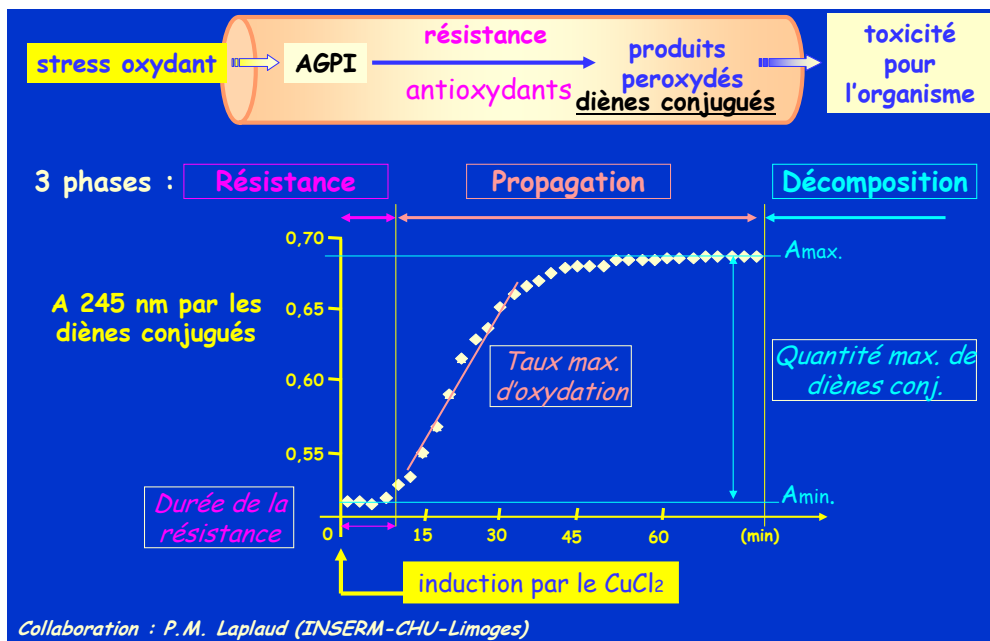 stress oxydant
AGPI
résistance
antioxydants
produits
peroxydés
diènes conjugués
toxicité
pour
l'organisme
3 phases :
Résistance
Propagation
Décomposition
A 245 nm par les
diènes conjugués
0,70
0,65
0,60
0,55
Amax.
Taux max.
d'oxydation
Quantité max. de
diènes conj.
Amin.
Durée de la
résistance
0
15
30
45
60
(min)
induction par le CuCl2
Collaboration : P.M. Laplaud (INSERM-CHU-Limoges)